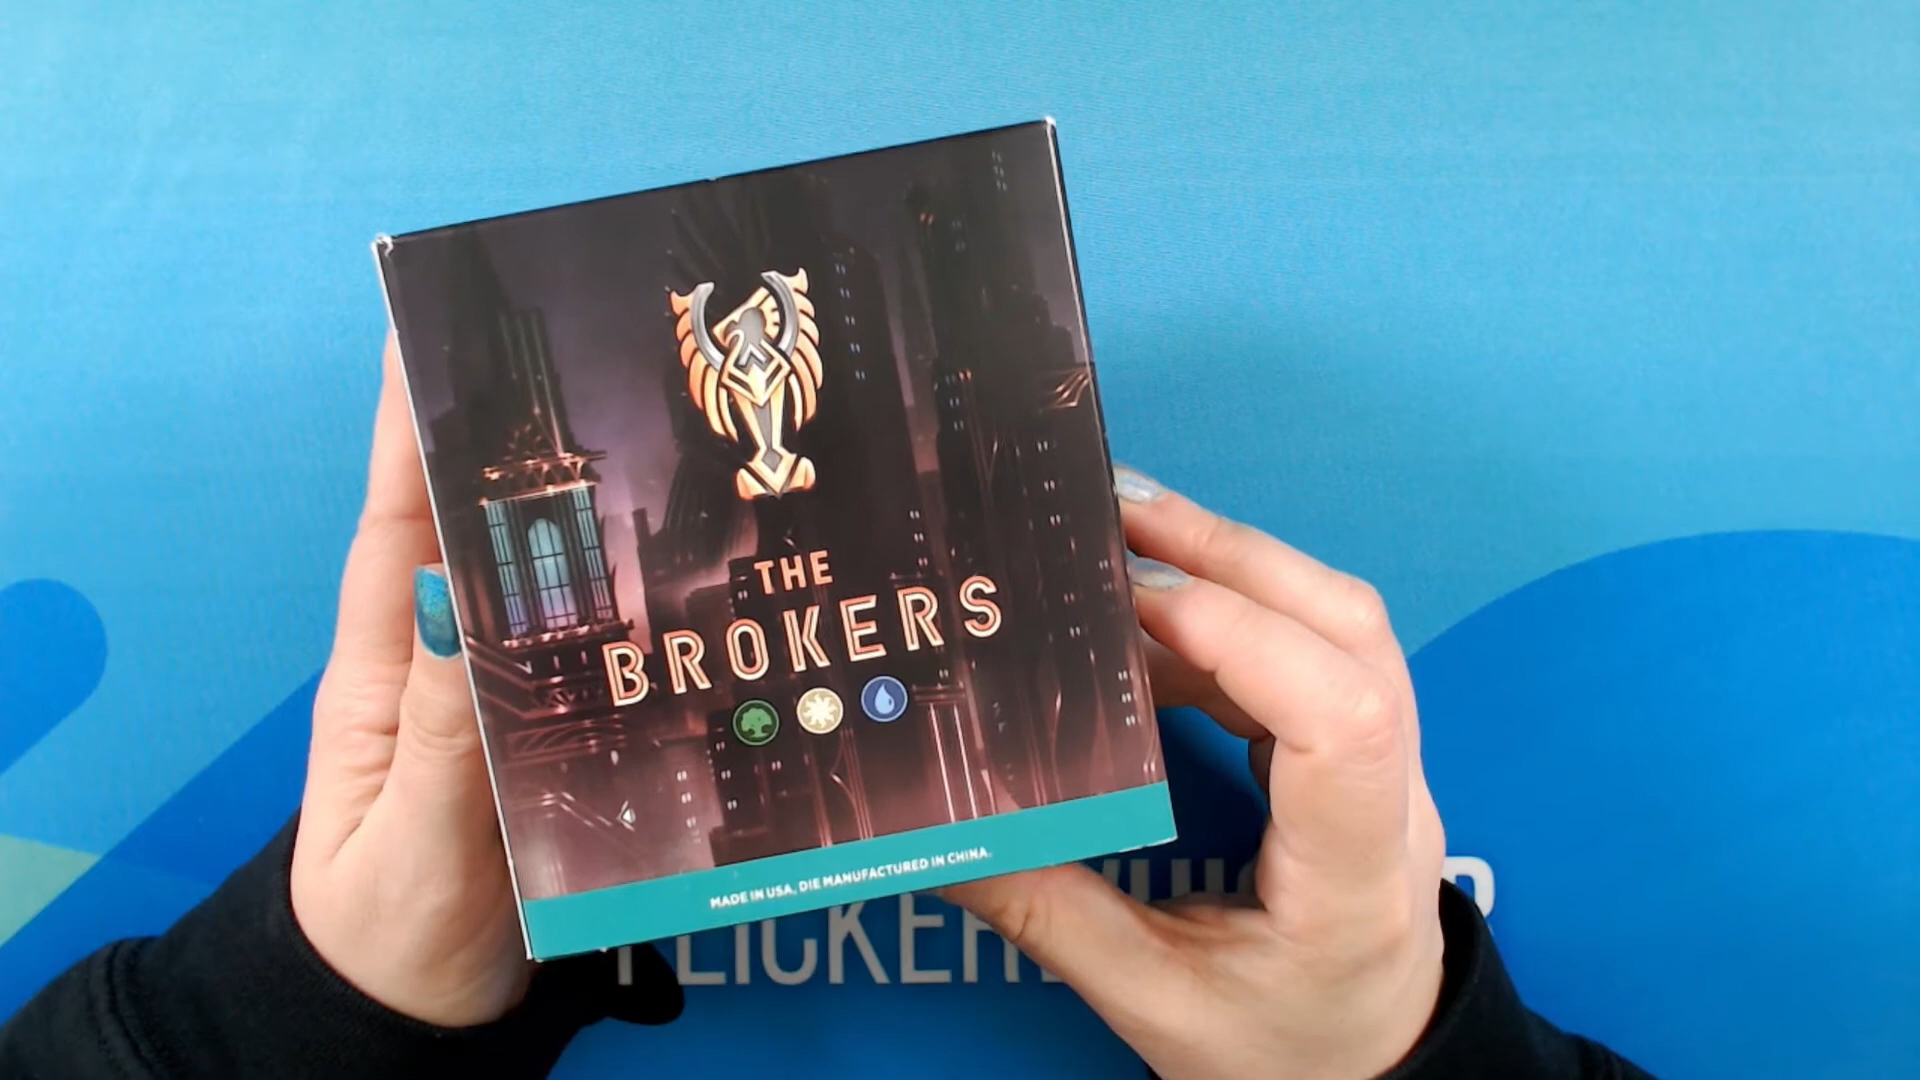 THE
BROKERS
MADE IN USA, DIE MANUFACTURED IN CHINA.